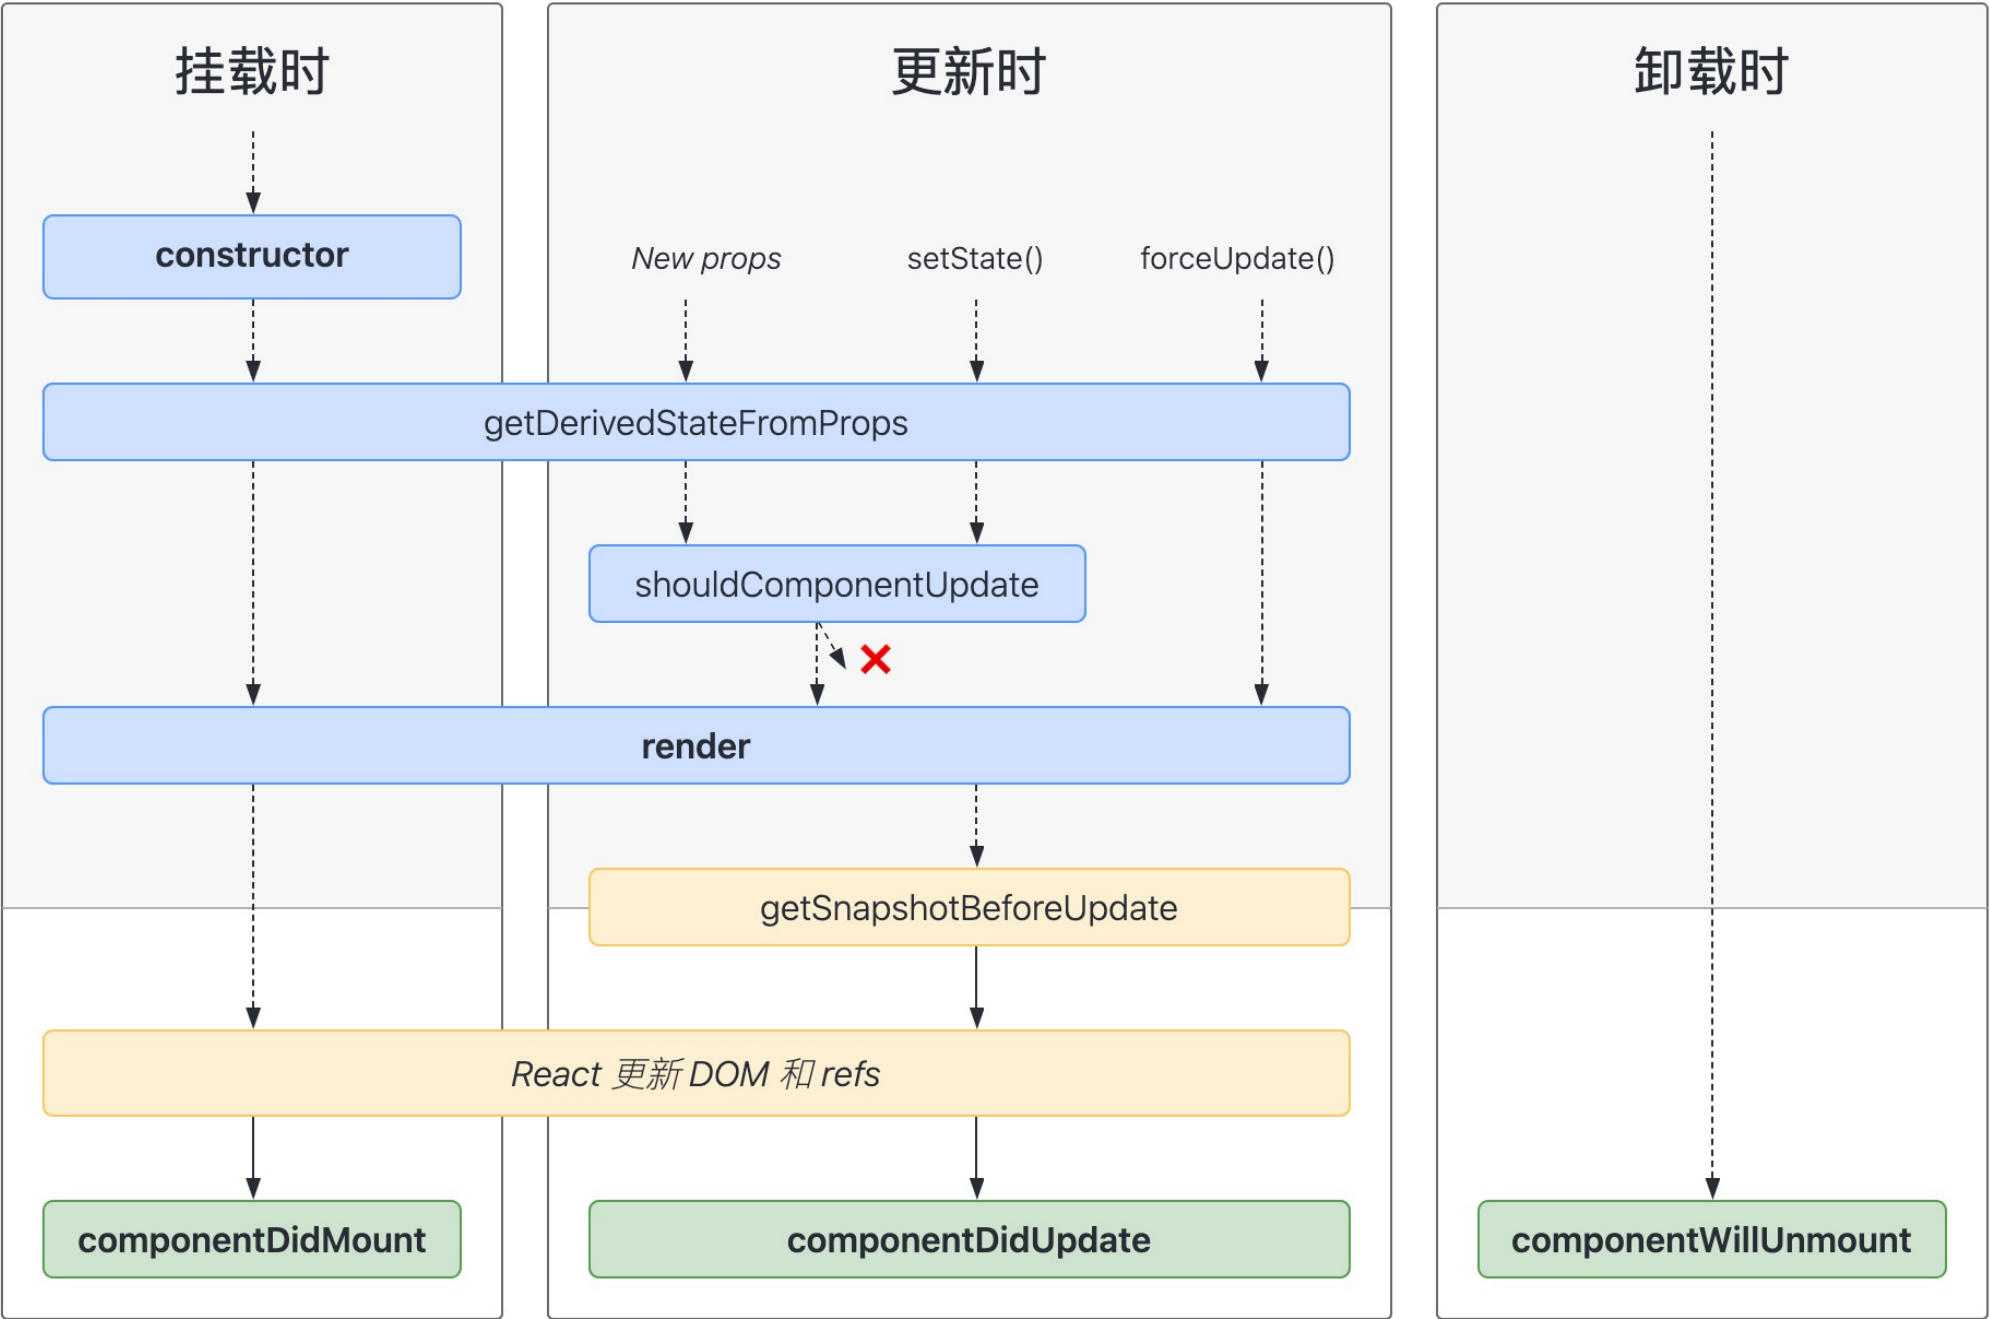 挂载时
更新时
卸载时
constructor
New props
setState()
forceUpdate()
getDerivedStateFromProps
shouldComponentUpdate
render
getSnapshotBeforeUpdate
React 更新 DOM 和 refs
componentDidMount
componentDidUpdate
componentWillUnmount